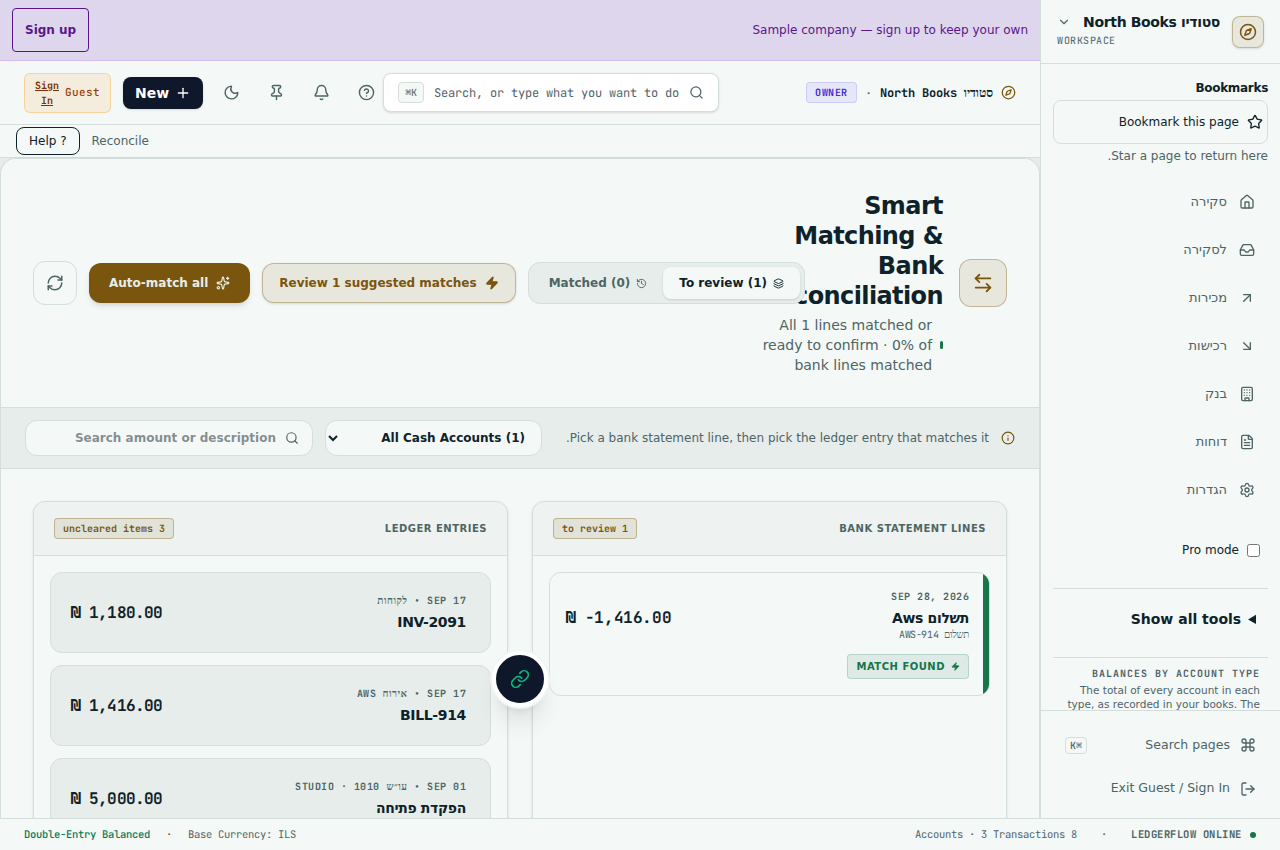 Sign up
Sample company — sign up to keep your own
North Books סטודיו
WORKSPACE
Sign In
Guest
New
⌘K
Search, or type what you want to do
OWNER
·
North Books סטודיו
Help ?
Reconcile
Bookmarks
Bookmark this page
.Star a page to return here
סקירה
לסקירה
מכירות
רכישות
בנק
דוחות
הגדרות
Pro mode
Show all tools
BALANCES BY ACCOUNT TYPE
The total of every account in each
type, as recorded in your books. The
Search pages
K⌘
Exit Guest / Sign In
Smart
Matching &
Bank
conciliation
All 1 lines matched or
ready to confirm · 0% of
bank lines matched
To review (1)
Matched (0)
Review 1 suggested matches
Auto-match all
.Pick a bank statement line, then pick the ledger entry that matches it
All Cash Accounts (1)
Search amount or description
BANK STATEMENT LINES
to review 1
SEP 28, 2026
תשלום Aws
תשלום AWS-914
₪ -1,416.00
MATCH FOUND
LEDGER ENTRIES
uncleared items 3
SEP 17 • לקוחות
INV-2091
₪ 1,180.00
SEP 17 • אירוח AWS
BILL-914
₪ 1,416.00
SEP 01 • עו״ש 1010 · STUDIO
הפקדת פתיחה
₪ 5,000.00
Double-Entry Balanced
·
Base Currency: ILS
Accounts · 3 Transactions 8
·
LEDGERFLOW ONLINE